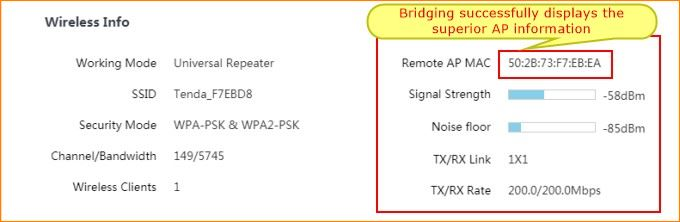 Wireless Info
Bridging successfully displays the
superior AP information
Working Mode Universal Repeater
SSID Tenda_F7EBD8
Security Mode WPA-PSK & WPA2-PSK
Channel/Bandwidth 149/5745
Wireless Clients 1
Remote AP MAC 50:2B:73:F7:EB:EA
Signal Strength -58dBm
Noise floor -85dBm
TX/RX Link 1X1
TX/RX Rate 200.0/200.0Mbps